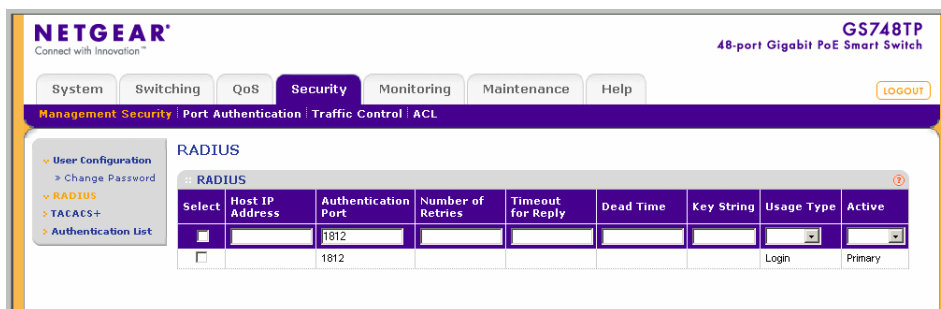 NETGEAR®
Connect with Innovation™
GS748TP
48-port Gigabit PoE Smart Switch
System Switching QoS Security Monitoring Maintenance Help LOGOUT
Management Security Port Authentication Traffic Control ACL
User Configuration
» Change Password
RADIUS
> TACACS+
> Authentication List
RADIUS
:: RADIUS ?
Select Host IP Address Authentication Port Number of Retries Timeout for Reply Dead Time Key String Usage Type Active
1812
1812 Login Primary